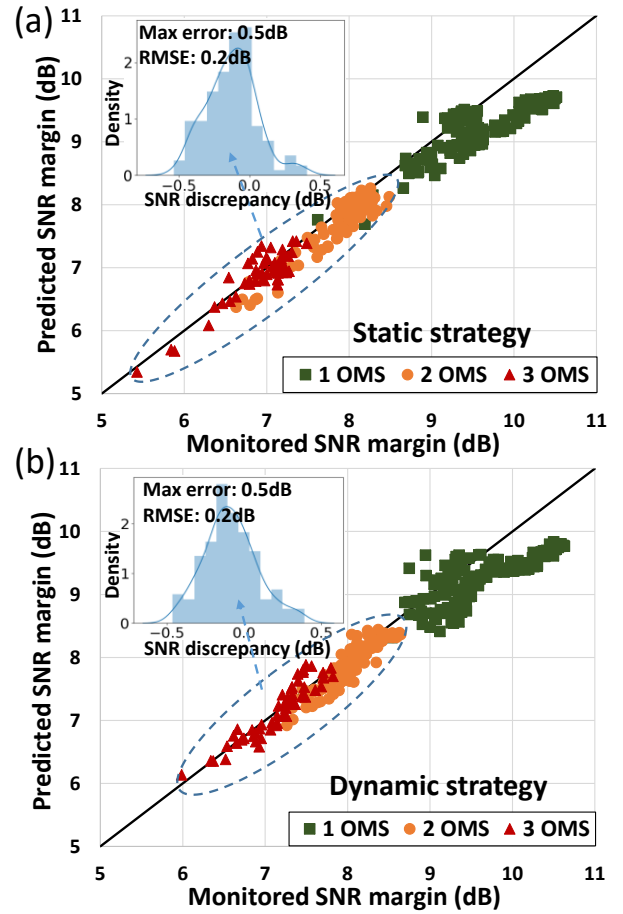 (a)
Max error: 0.5dB
RMSE: 0.2dB
Density
2
1
0
−0.5 0.0 0.5
SNR discrepancy (dB)
Predicted SNR margin (dB)
11
10
9
8
7
6
5
Static strategy
1 OMS 2 OMS 3 OMS
5 6 7 8 9 10 11
Monitored SNR margin (dB)
(b)
Max error: 0.5dB
RMSE: 0.2dB
Density
2
1
0
−0.5 0.0 0.5
SNR discrepancy (dB)
Predicted SNR margin (dB)
11
10
9
8
7
6
5
Dynamic strategy
1 OMS 2 OMS 3 OMS
5 6 7 8 9 10 11
Monitored SNR margin (dB)